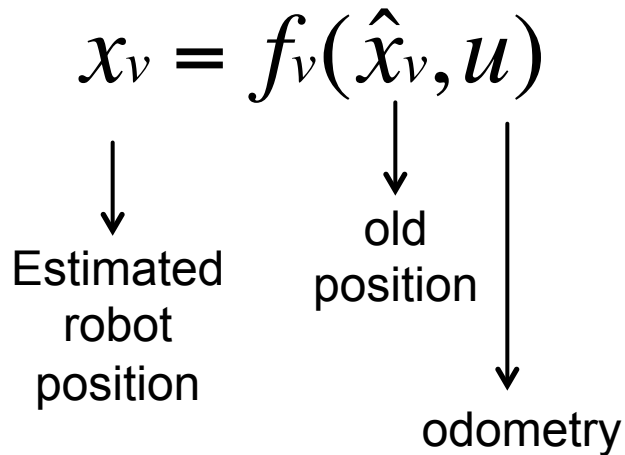 xᵥ = fᵥ(x̂ᵥ, u)
old
position
Estimated
robot
position
odometry